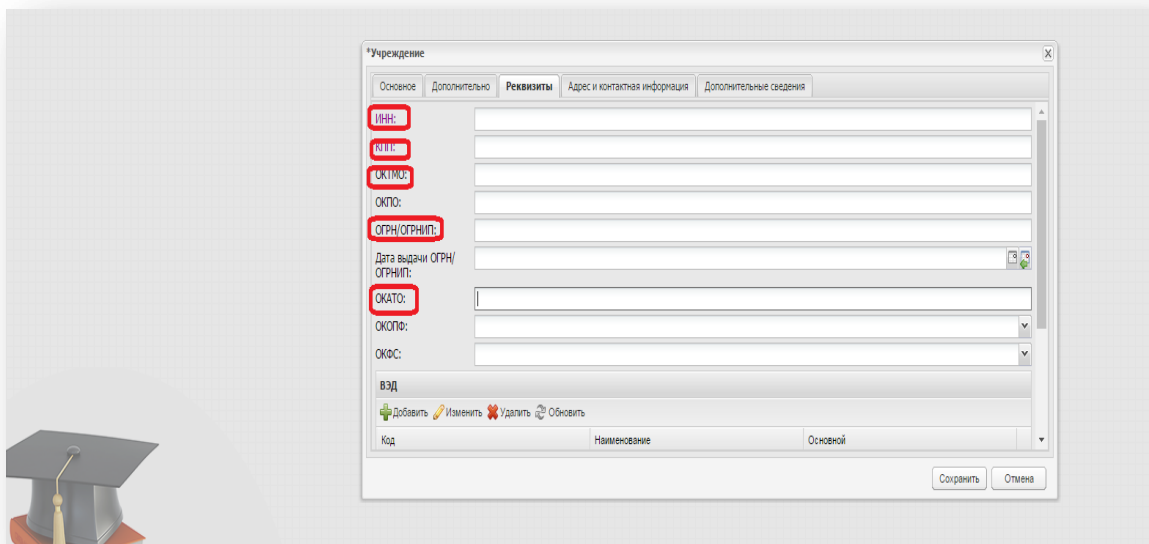 *Учреждение
Основное Дополнительно Реквизиты Адрес и контактная информация Дополнительные сведения
ИНН:
КПП:
ОКТМО:
ОКПО:
ОГРН/ОГРНИП:
Дата выдачи ОГРН/
ОГРНИП:
ОКАТО:
ОКОПФ:
ОКФС:
ВЭД
Добавить Изменить Удалить Обновить
Код Наименование Основной
Сохранить Отмена